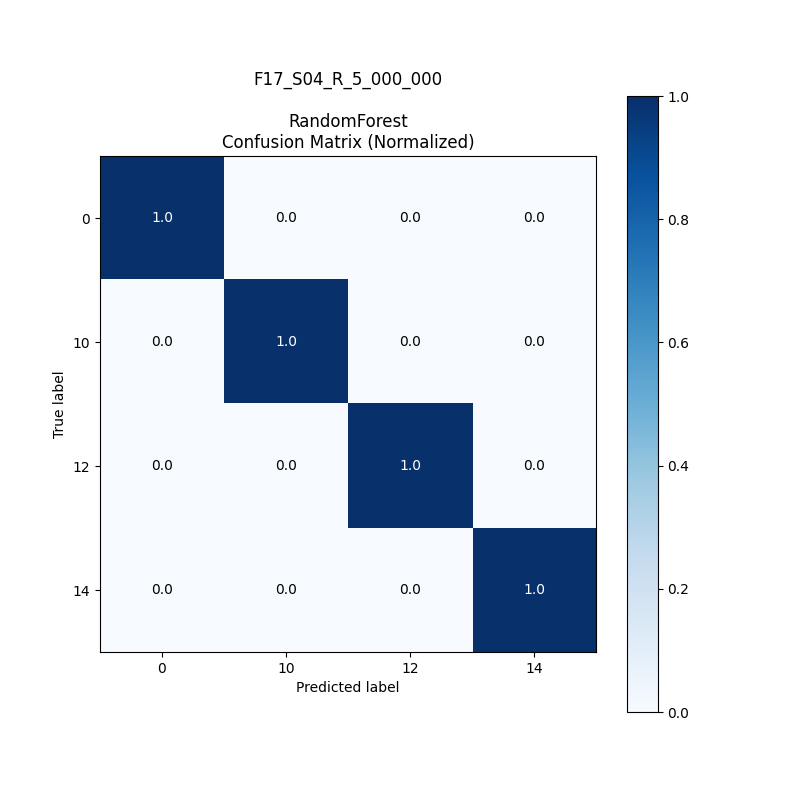 F17_S04_R_5_000_000
RandomForest
Confusion Matrix (Normalized)
1.0
0 1.0 0.0 0.0 0.0
0.8
10 0.0 1.0 0.0 0.0
0.6
True label
12 0.0 0.0 1.0 0.0
0.4
14 0.0 0.0 0.0 1.0
0.2
0 10 12 14
Predicted label
0.0